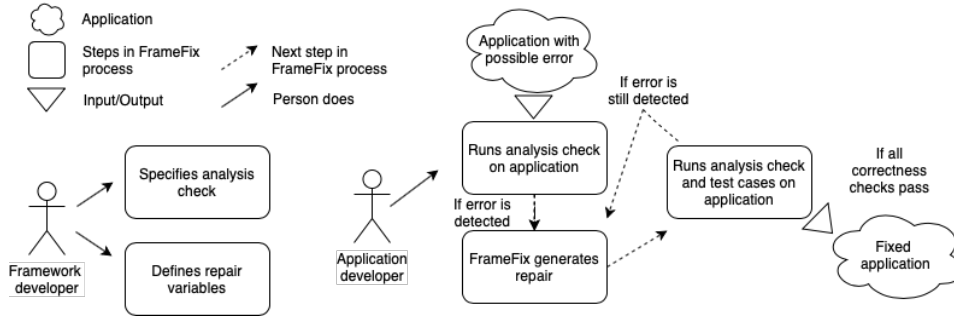 Application
Steps in FrameFix
process
Input/Output
Next step in
FrameFix process
Person does
Framework
developer
Specifies analysis
check
Defines repair
variables
Application with
possible error
Application
developer
Runs analysis check
on application
If error is
detected
FrameFix generates
repair
If error is
still detected
Runs analysis check
and test cases on
application
If all
correctness
checks pass
Fixed
application